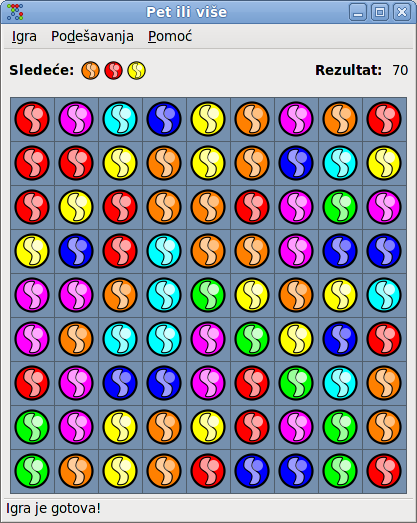 Pet ili više
Igra Podešavanja Pomoć
Sledeće: Rezultat: 70
Igra je gotova!